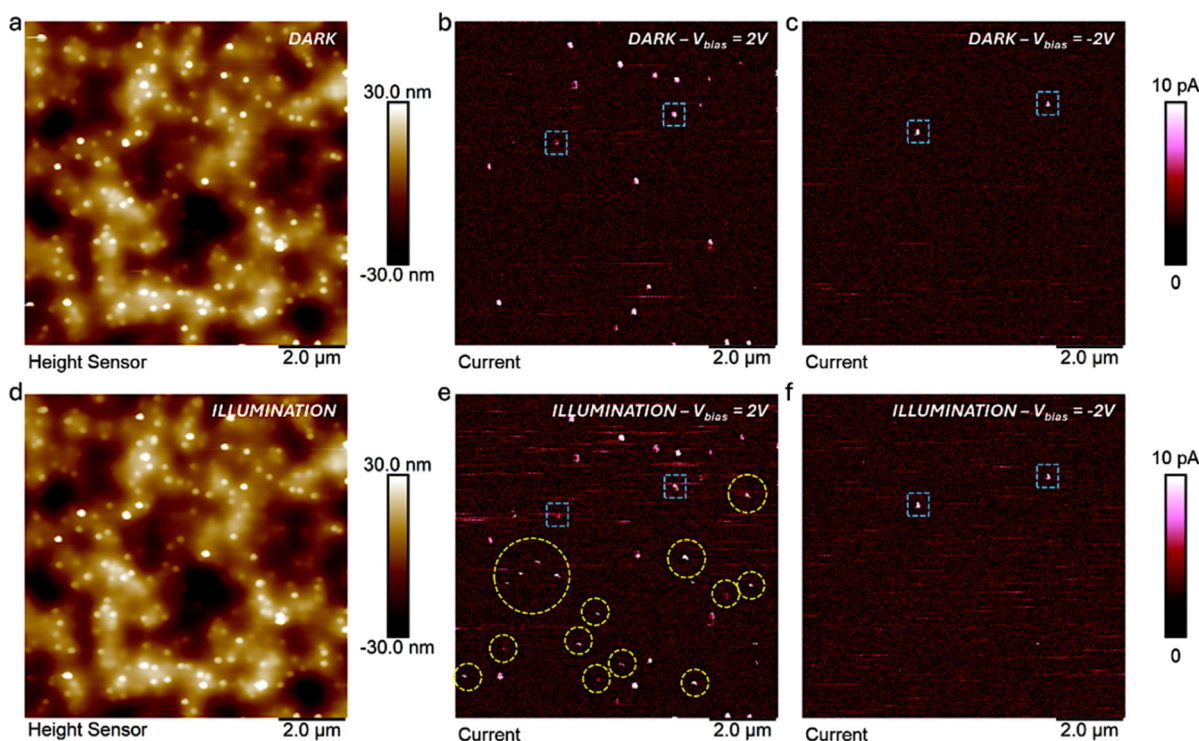 a
DARK
30.0 nm
-30.0 nm
Height Sensor
2.0 µm
b
DARK – Vbias = 2V
Current
2.0 µm
c
DARK – Vbias = -2V
10 pA
0
Current
2.0 µm
d
ILLUMINATION
30.0 nm
-30.0 nm
Height Sensor
2.0 µm
e
ILLUMINATION – Vbias = 2V
Current
2.0 µm
f
ILLUMINATION – Vbias = -2V
10 pA
0
Current
2.0 µm